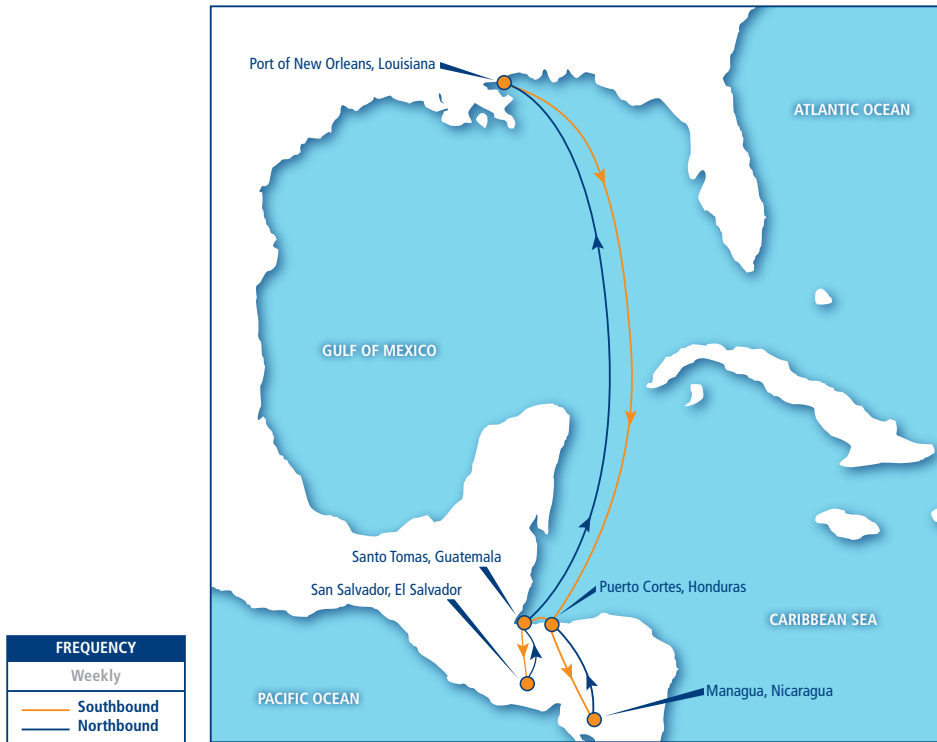 Port of New Orleans, Louisiana
ATLANTIC OCEAN
GULF OF MEXICO
Santo Tomas, Guatemala
San Salvador, El Salvador
Puerto Cortes, Honduras
CARIBBEAN SEA
PACIFIC OCEAN
Managua, Nicaragua
FREQUENCY
Weekly
Southbound
Northbound